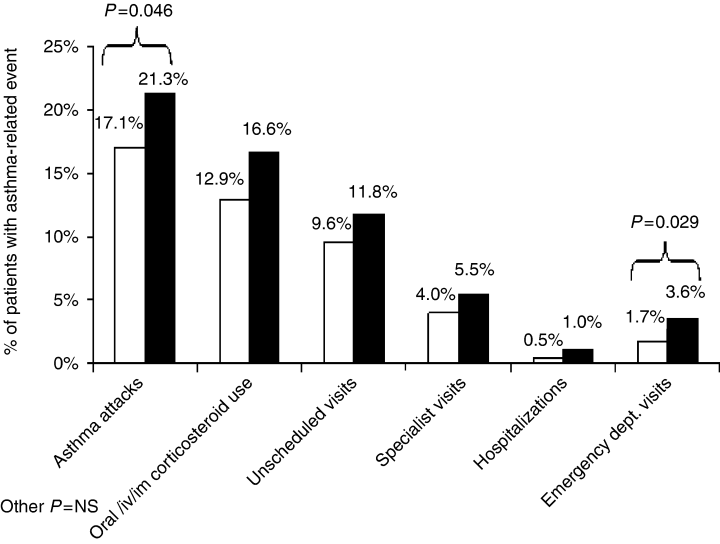 P=0.046
25%
21.3%
20%
17.1%
16.6%
15%
12.9%
11.8%
10%
9.6%
P=0.029
5%
5.5%
4.0%
3.6%
1.7%
1.0%
0.5%
0%
% of patients with asthma-related event
Asthma attacks
Oral /iv/im corticosteroid use
Unscheduled visits
Specialist visits
Hospitalizations
Emergency dept. visits
Other P=NS